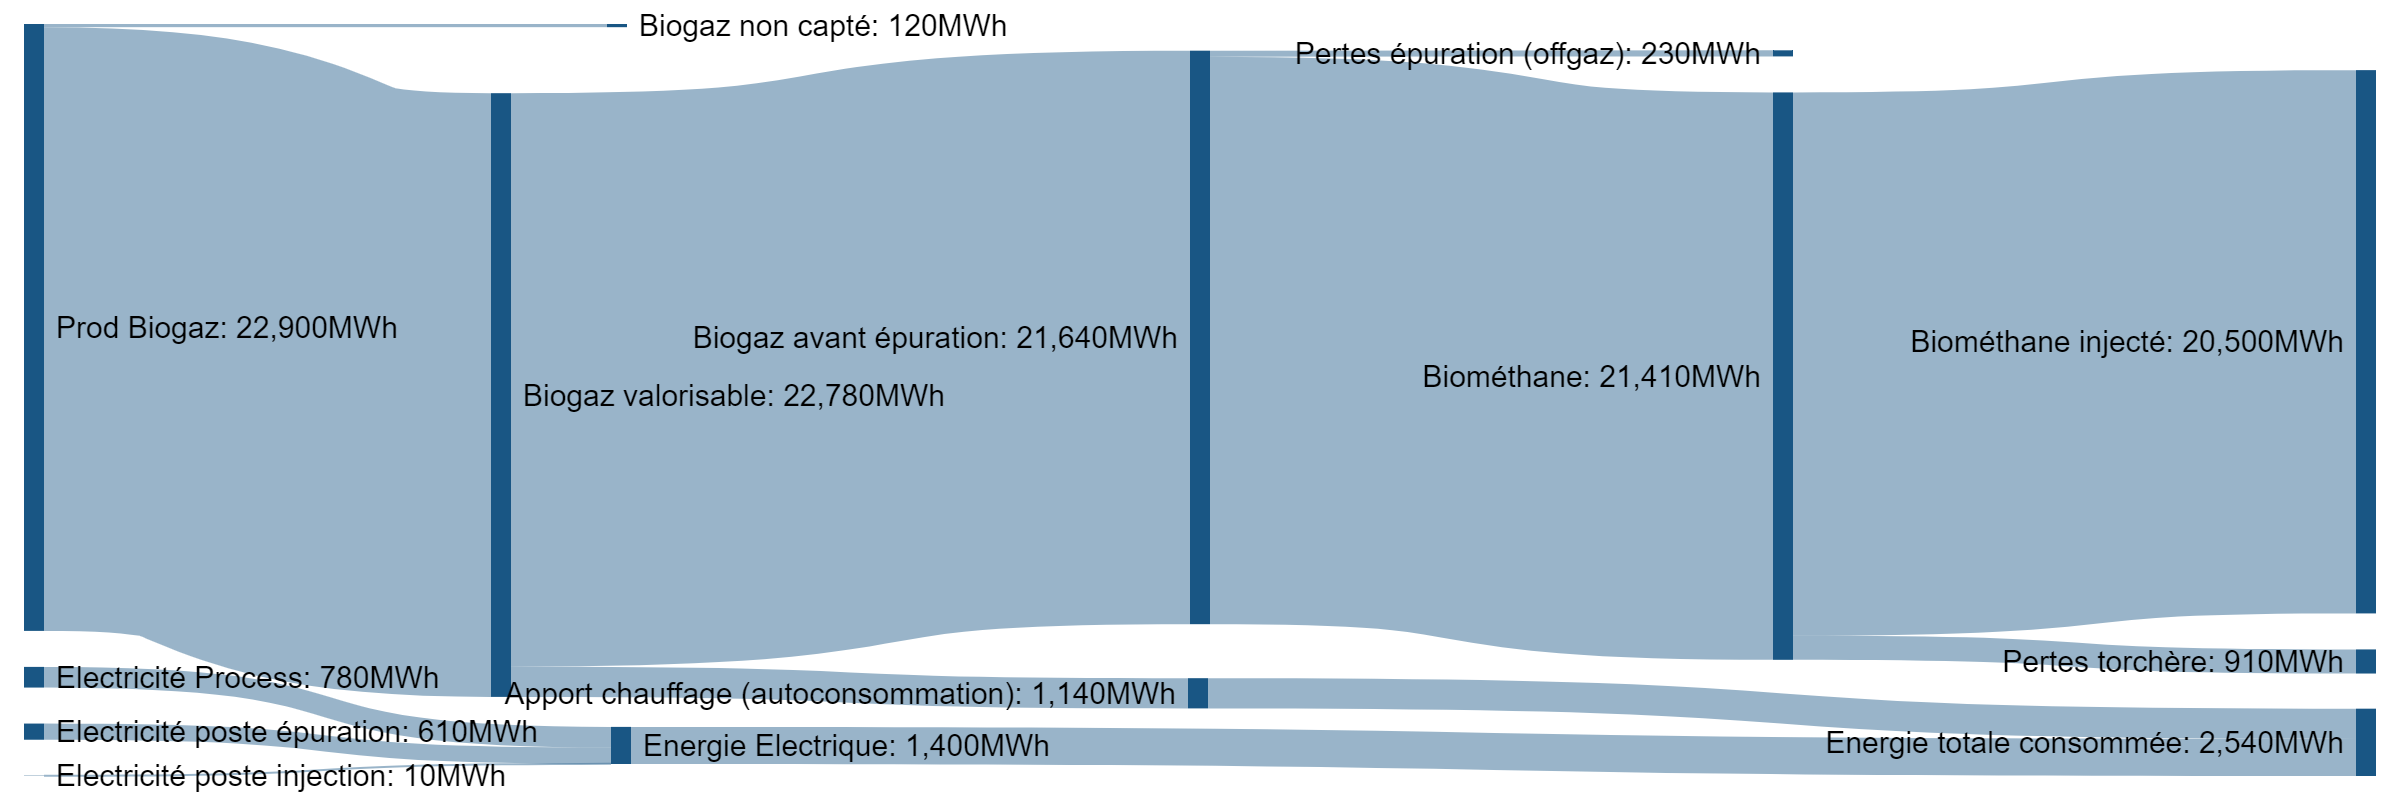 Biogaz non capté: 120MWh
Pertes épuration (offgaz): 230MWh
Prod Biogaz: 22,900MWh
Biogaz avant épuration: 21,640MWh
Biométhane injecté: 20,500MWh
Biométhane: 21,410MWh
Biogaz valorisable: 22,780MWh
Pertes torchère: 910MWh
Electricité Process: 780MWh
Apport chauffage (autoconsommation): 1,140MWh
Electricité poste épuration: 610MWh
Energie Electrique: 1,400MWh
Energie totale consommée: 2,540MWh
Electricité poste injection: 10MWh